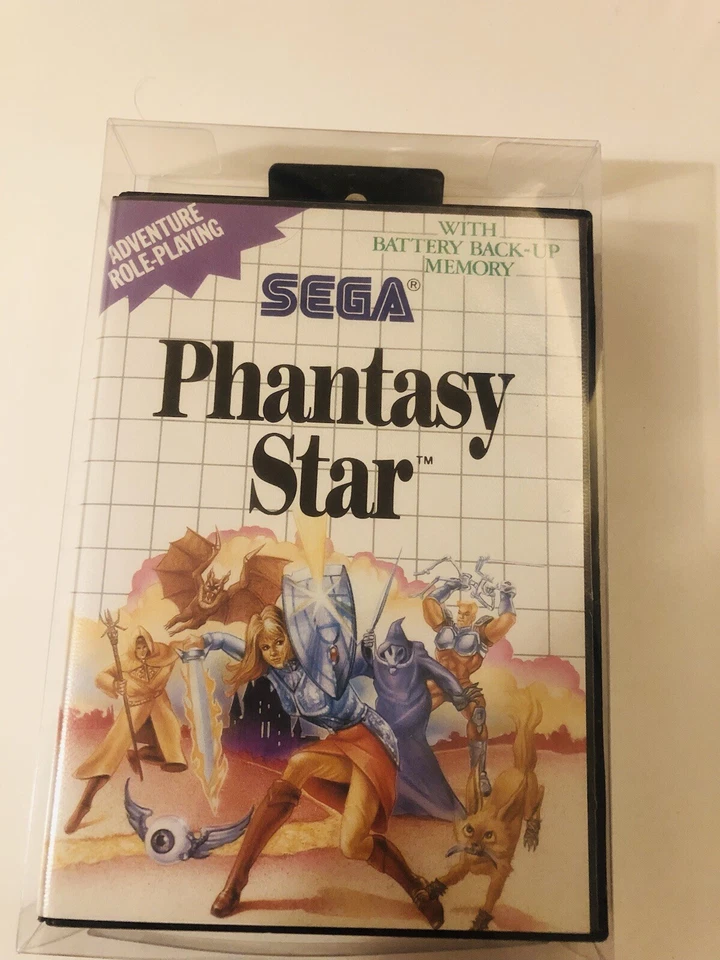 ADVENTURE
ROLE-PLAYING
WITH
BATTERY BACK-UP
MEMORY
SEGA®
Phantasy
Star™